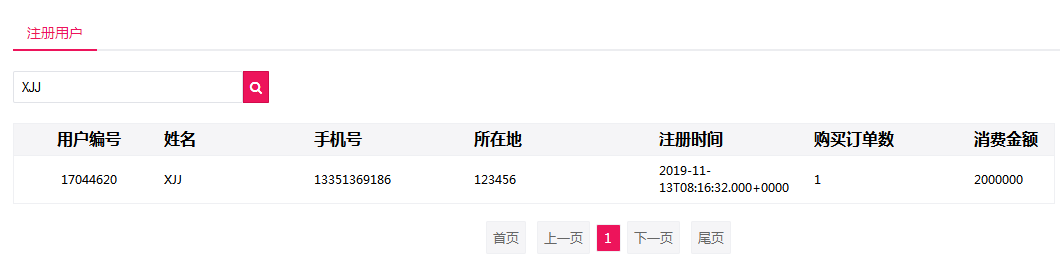 注册用户
XJJ
用户编号 姓名 手机号 所在地 注册时间 购买订单数 消费金额
17044620 XJJ 13351369186 123456 2019-11-13T08:16:32.000+0000 1 2000000
首页 上一页 1 下一页 尾页